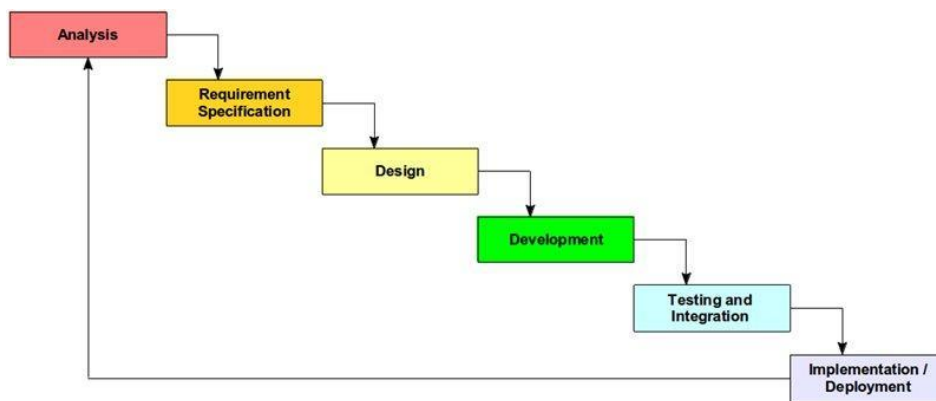 Analysis
Requirement
Specification
Design
Development
Testing and
Integration
Implementation /
Deployment